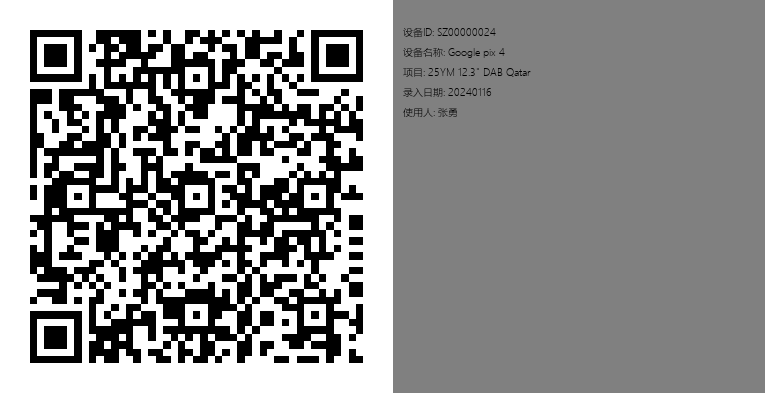 设备ID: SZ00000024
设备名称: Google pix 4
项目: 25YM 12.3" DAB Qatar
录入日期: 20240116
使用人: 张勇